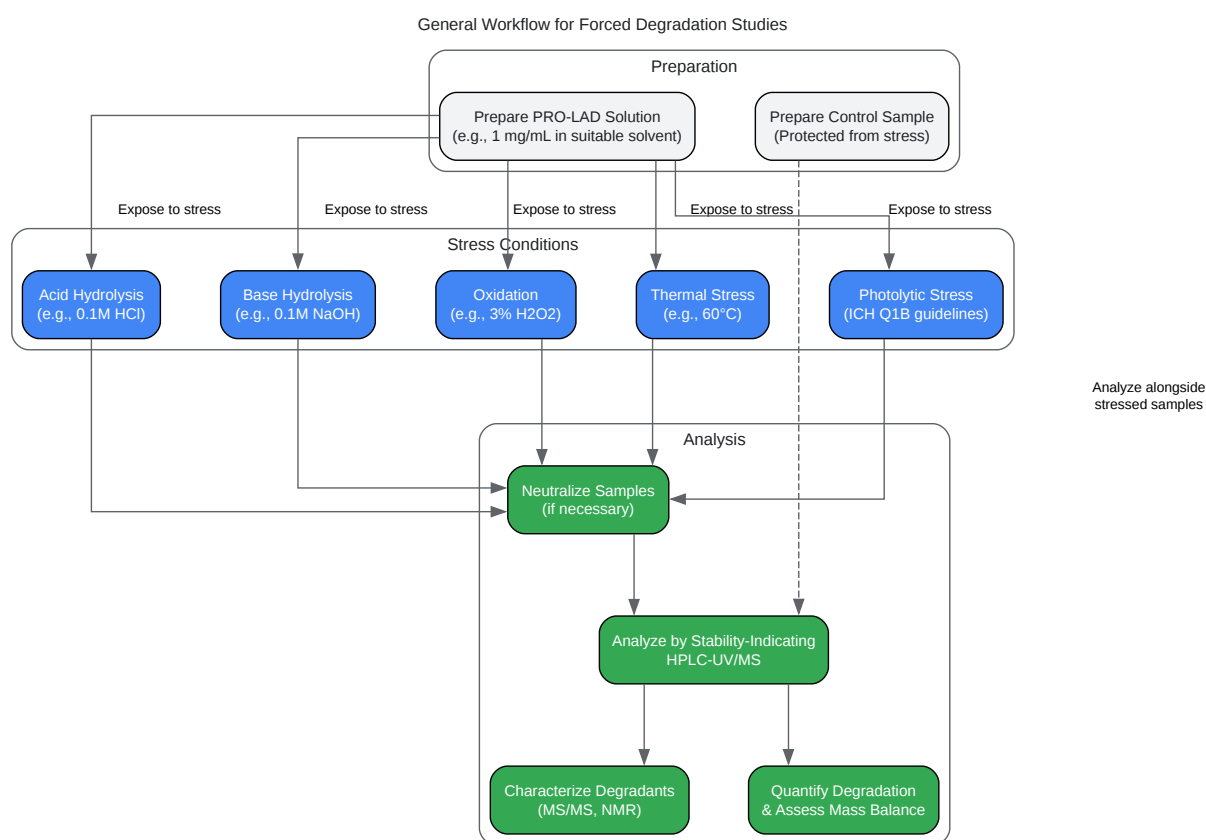 General Workflow for Forced Degradation Studies
Preparation
Prepare PRO-LAD Solution
(e.g., 1 mg/mL in suitable solvent)
Prepare Control Sample
(Protected from stress)
Expose to stress
Expose to stress
Expose to stress
Expose to stress
Expose to stress
Stress Conditions
Acid Hydrolysis
(e.g., 0.1M HCl)
Base Hydrolysis
(e.g., 0.1M NaOH)
Oxidation
(e.g., 3% H2O2)
Thermal Stress
(e.g., 60°C)
Photolytic Stress
(ICH Q1B guidelines)
Analyze alongside
stressed samples
Analysis
Neutralize Samples
(if necessary)
Analyze by Stability-Indicating
HPLC-UV/MS
Characterize Degradants
(MS/MS, NMR)
Quantify Degradation
& Assess Mass Balance